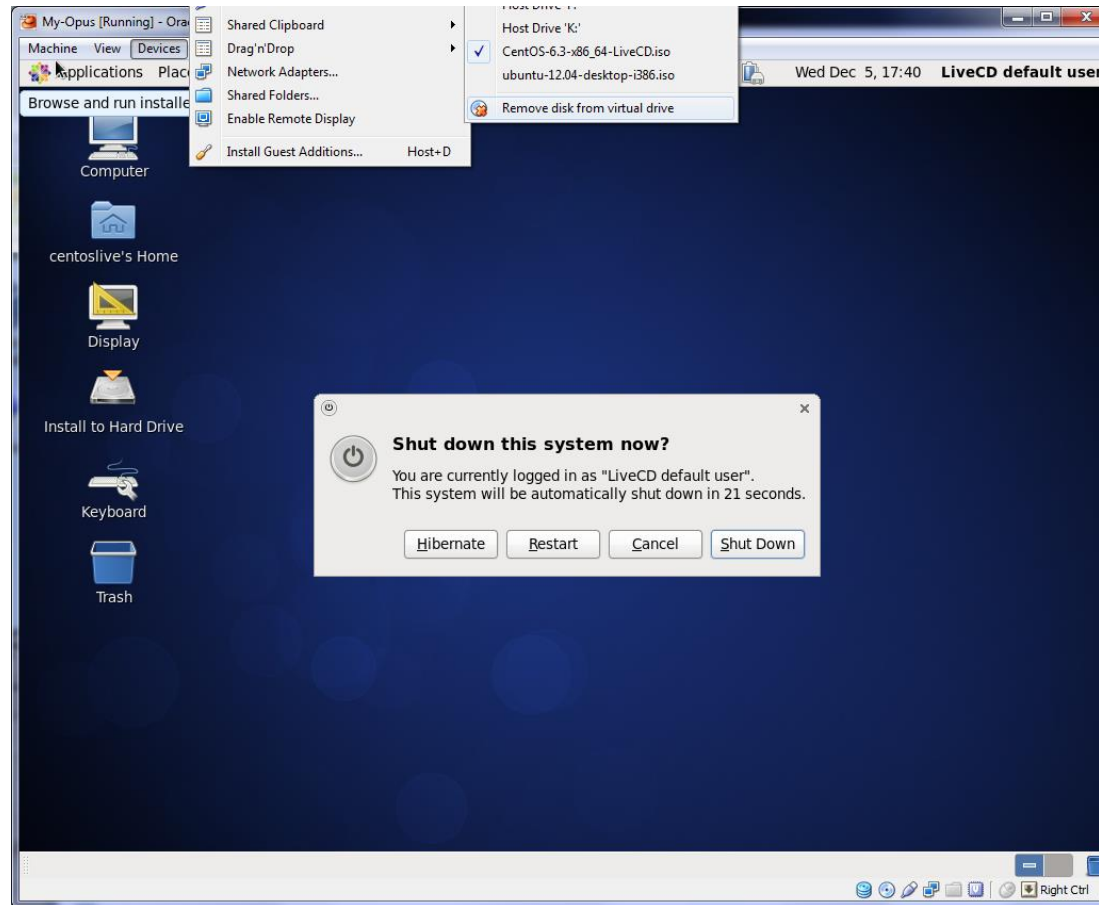 My-Opus [Running] - Ora
Machine View Devices
Shared Clipboard
Drag'n'Drop
Network Adapters...
Shared Folders...
Enable Remote Display
Install Guest Additions... Host+D
Host Drive 'K:'
CentOS-6.3-x86_64-LiveCD.iso
ubuntu-12.04-desktop-i386.iso
Remove disk from virtual drive
Applications Plac
Wed Dec 5, 17:40 LiveCD default user
Browse and run installe
Computer
centoslive's Home
Display
Install to Hard Drive
Keyboard
Trash
Shut down this system now?
You are currently logged in as "LiveCD default user".
This system will be automatically shut down in 21 seconds.
Hibernate Restart Cancel Shut Down
Right Ctrl